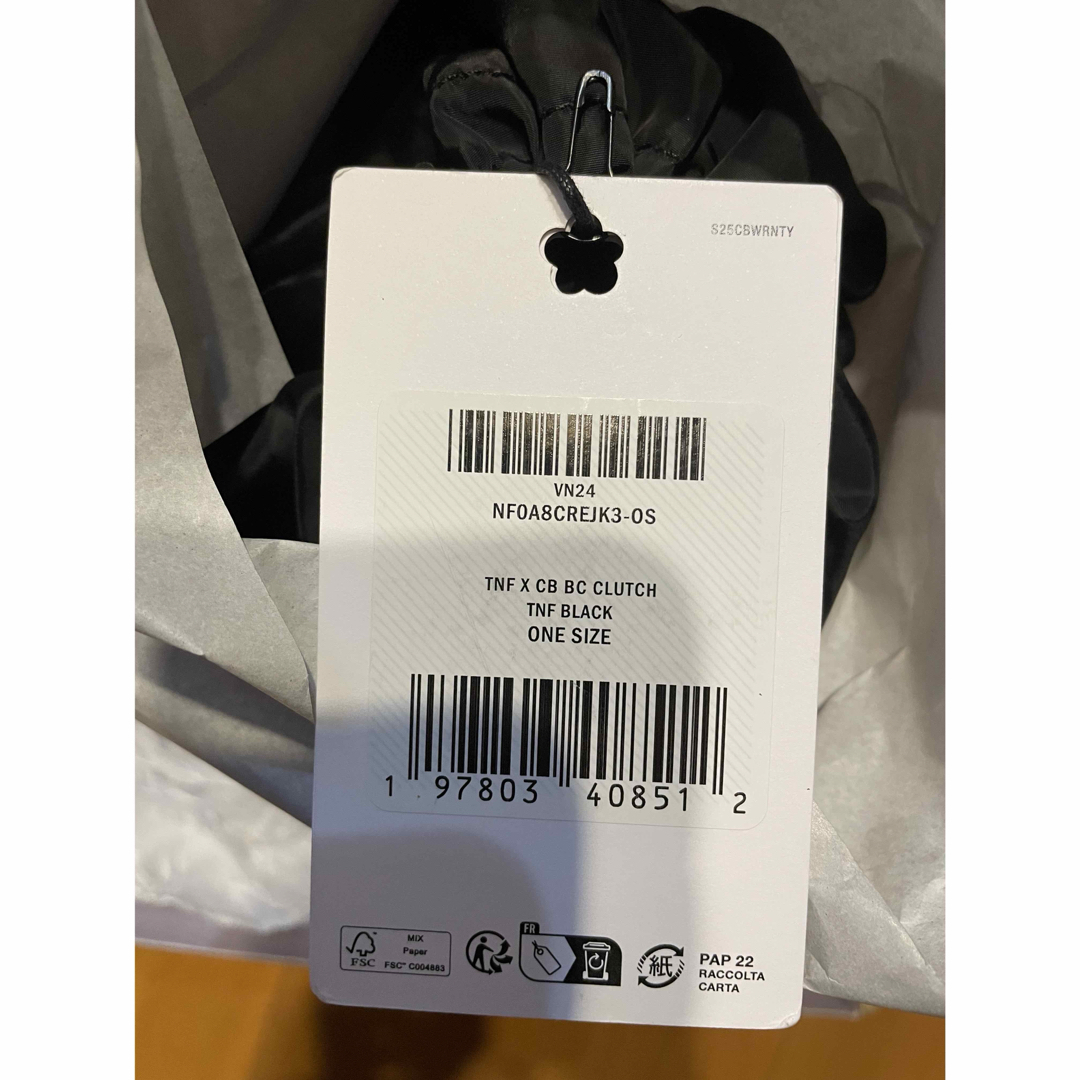 S25CBWRNTY
VN24
NF0A8CREJK3-OS
TNF X CB BC CLUTCH
TNF BLACK
ONE SIZE
1 97803 40851 2
FSC
MIX
Paper
FSC™ C004883
FR
紙
PAP 22
RACCOLTA
CARTA